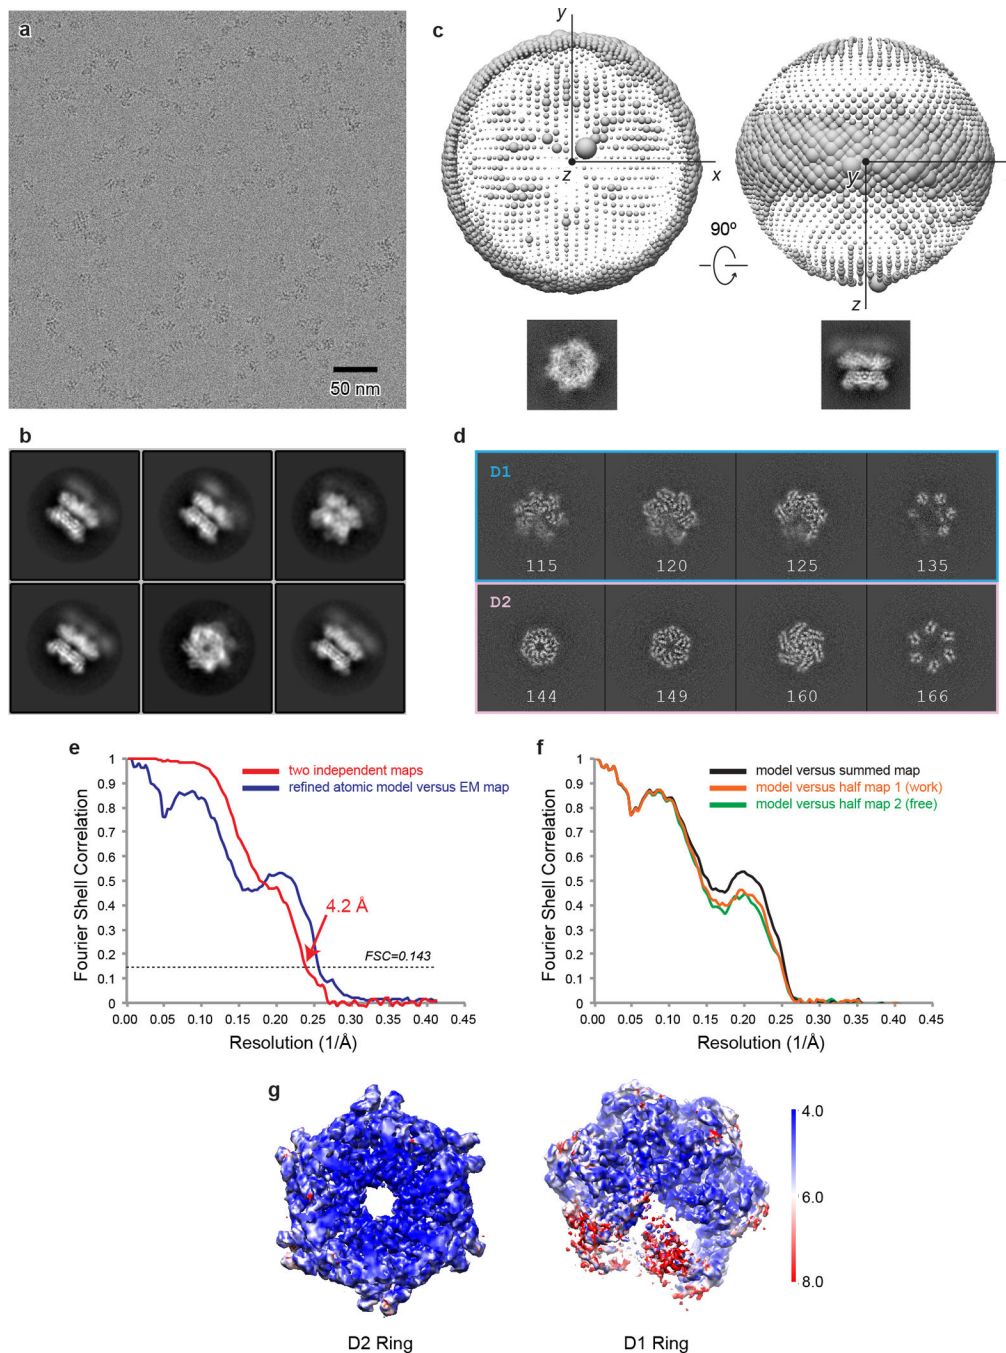 a
50 nm
b
c
y
x
z
90º
y
z
d
D1
115
120
125
135
D2
144
149
160
166
e
1
0.9
0.8
0.7
0.6
0.5
0.4
0.3
0.2
0.1
0
Fourier Shell Correlation
two independent maps
refined atomic model versus EM map
4.2 Å
FSC=0.143
0.00 0.05 0.10 0.15 0.20 0.25 0.30 0.35 0.40 0.45
Resolution (1/Å)
f
1
0.9
0.8
0.7
0.6
0.5
0.4
0.3
0.2
0.1
0
Fourier Shell Correlation
model versus summed map
model versus half map 1 (work)
model versus half map 2 (free)
0.00 0.05 0.10 0.15 0.20 0.25 0.30 0.35 0.40 0.45
Resolution (1/Å)
g
4.0
6.0
8.0
D2 Ring
D1 Ring